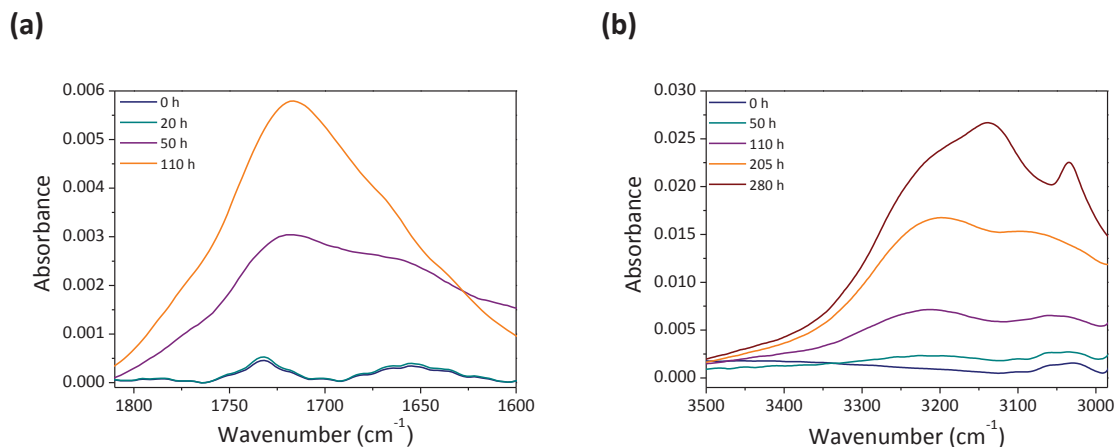 (a)
0.006
0.005
0.004
0.003
0.002
0.001
0.000
Absorbance
0 h
20 h
50 h
110 h
1800
1750
1700
1650
1600
Wavenumber (cm⁻¹)
(b)
0.030
0.025
0.020
0.015
0.010
0.005
0.000
Absorbance
0 h
50 h
110 h
205 h
280 h
3500
3400
3300
3200
3100
3000
Wavenumber (cm⁻¹)